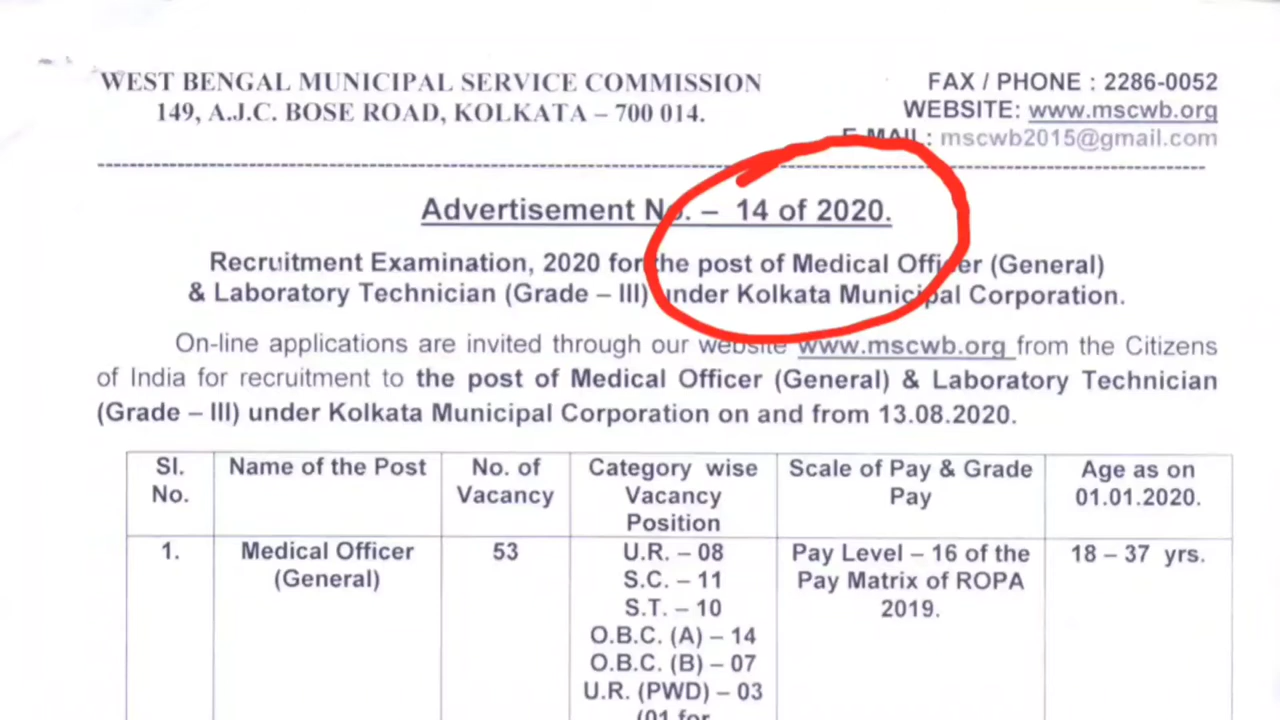 WEST BENGAL MUNICIPAL SERVICE COMMISSION
149, A.J.C. BOSE ROAD, KOLKATA – 700 014.
FAX / PHONE : 2286-0052
WEBSITE: www.mscwb.org
E-MAIL : mscwb2015@gmail.com
Advertisement No. – 14 of 2020.
Recruitment Examination, 2020 for the post of Medical Officer (General)
& Laboratory Technician (Grade – III) under Kolkata Municipal Corporation.
On-line applications are invited through our website www.mscwb.org from the Citizens
of India for recruitment to the post of Medical Officer (General) & Laboratory Technician
(Grade – III) under Kolkata Municipal Corporation on and from 13.08.2020.
Sl. No. Name of the Post No. of Vacancy Category wise Vacancy Position Scale of Pay & Grade Pay Age as on 01.01.2020.
1. Medical Officer (General) 53 U.R. – 08 Pay Level – 16 of the Pay Matrix of ROPA 2019. 18 – 37 yrs.
S.C. – 11
S.T. – 10
O.B.C. (A) – 14
O.B.C. (B) – 07
U.R. (PWD) – 03
(01 for